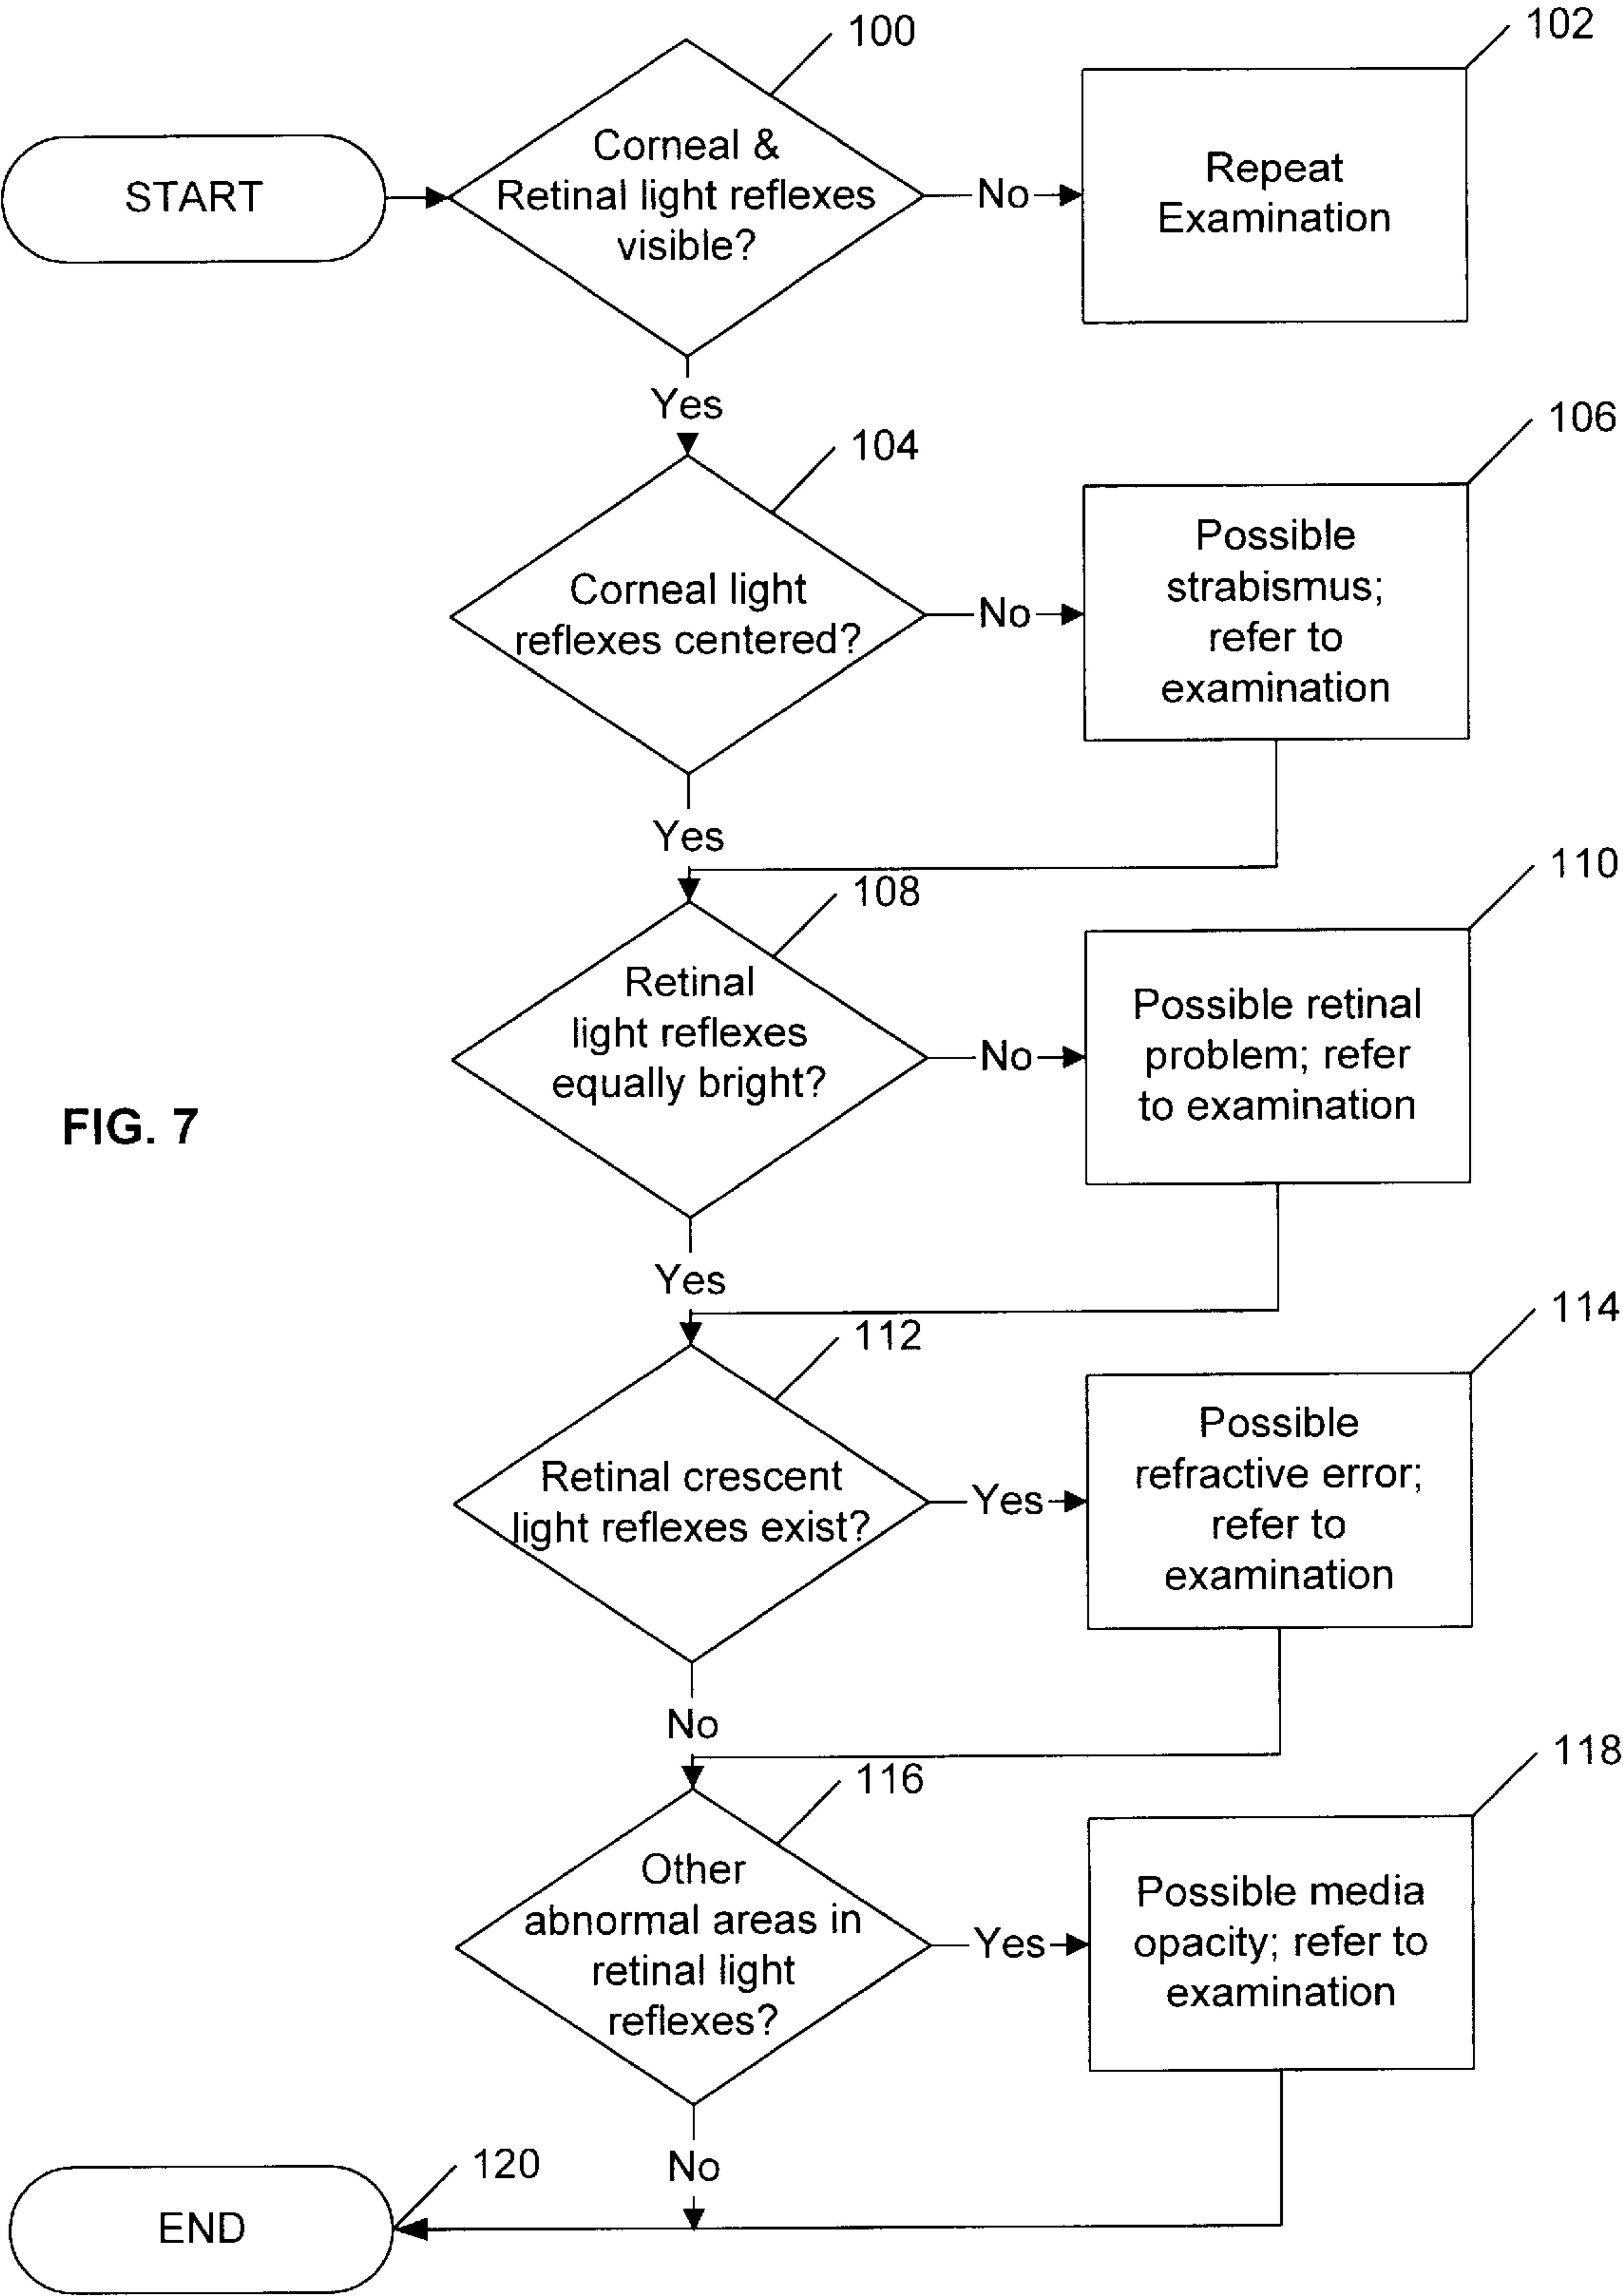 100
102
START
Corneal &
Retinal light reflexes
visible?
No
Repeat
Examination
Yes
104
106
Corneal light
reflexes centered?
No
Possible
strabismus;
refer to
examination
Yes
108
110
Retinal
light reflexes
equally bright?
No
Possible retinal
problem; refer
to examination
FIG. 7
Yes
112
114
Retinal crescent
light reflexes exist?
Yes
Possible
refractive error;
refer to
examination
No
116
118
Other
abnormal areas in
retinal light
reflexes?
Yes
Possible media
opacity; refer to
examination
No
120
END